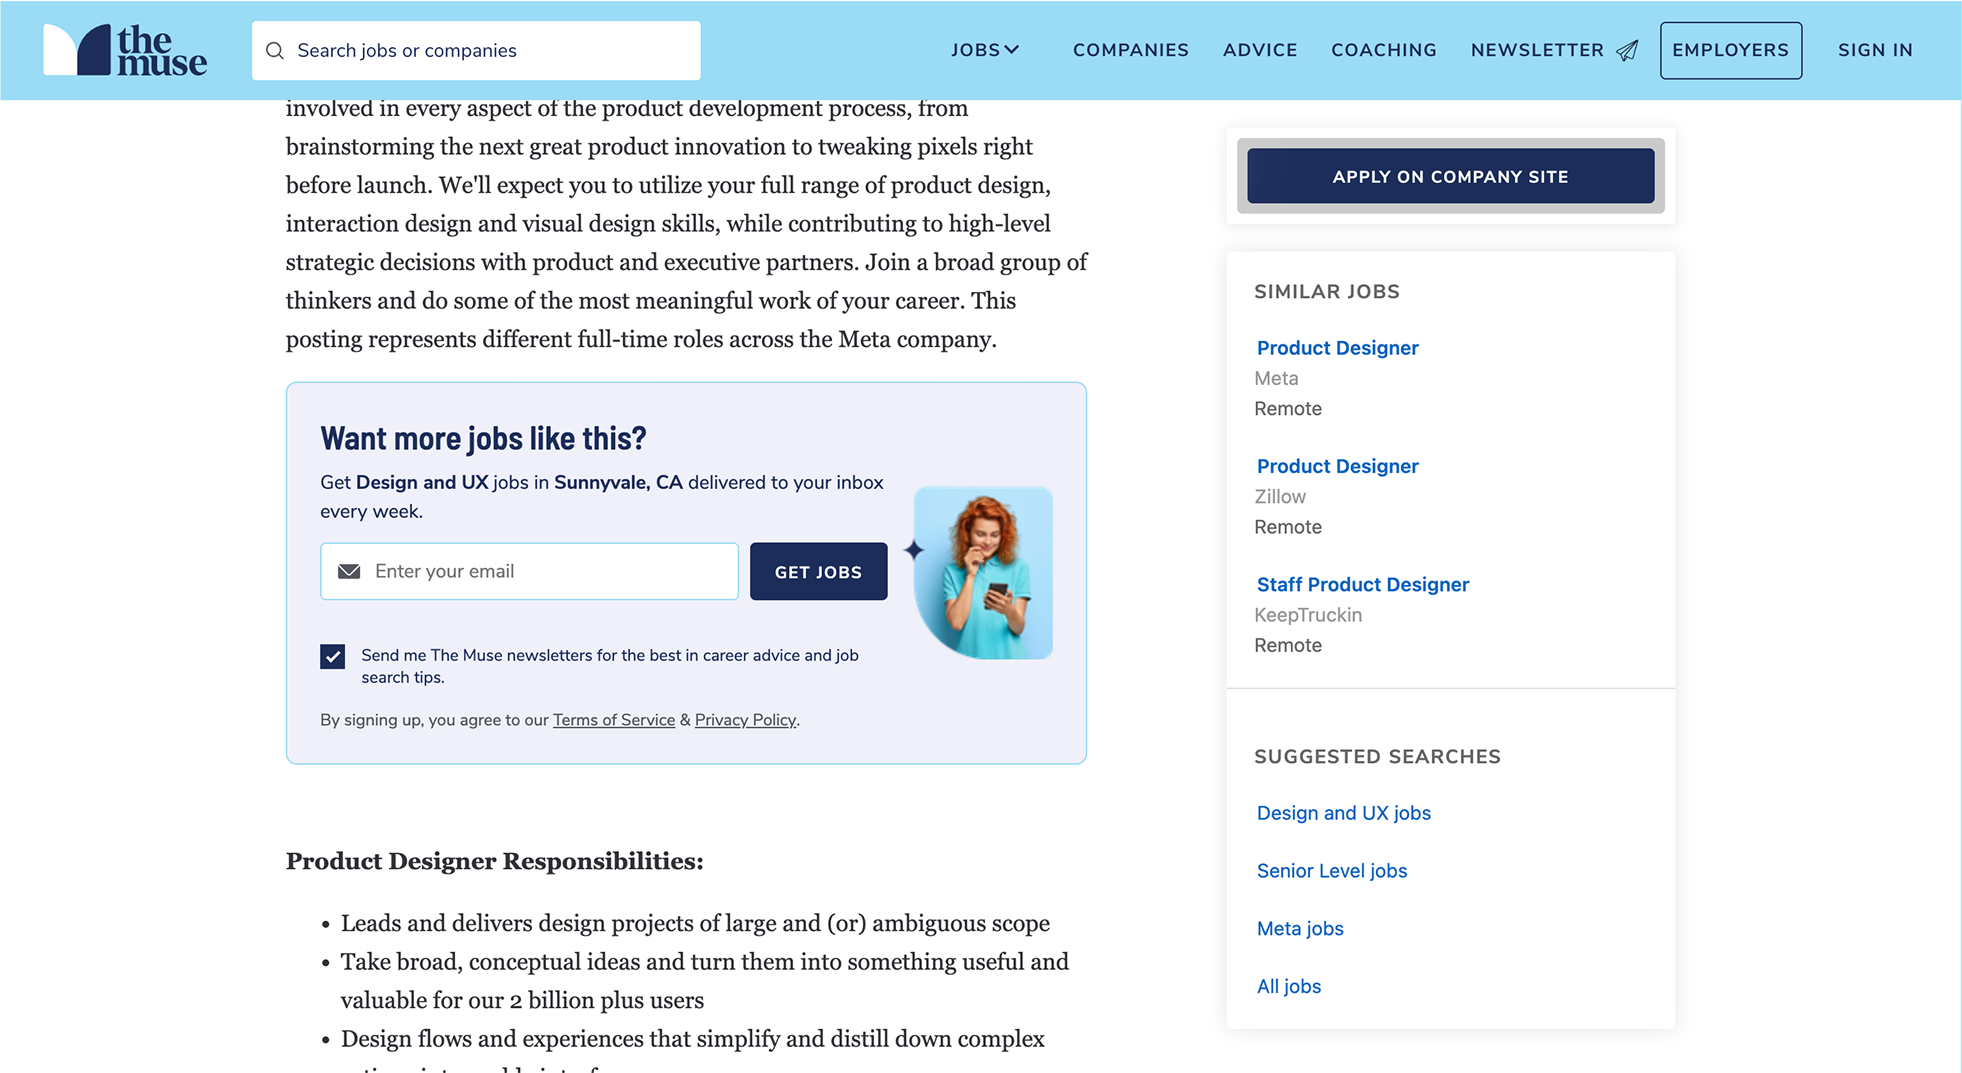 the muse
Search jobs or companies
JOBS
COMPANIES
ADVICE
COACHING
NEWSLETTER
EMPLOYERS
SIGN IN
involved in every aspect of the product development process, from
brainstorming the next great product innovation to tweaking pixels right
before launch. We'll expect you to utilize your full range of product design,
interaction design and visual design skills, while contributing to high-level
strategic decisions with product and executive partners. Join a broad group of
thinkers and do some of the most meaningful work of your career. This
posting represents different full-time roles across the Meta company.
Want more jobs like this?
Get Design and UX jobs in Sunnyvale, CA delivered to your inbox
every week.
Enter your email
GET JOBS
Send me The Muse newsletters for the best in career advice and job
search tips.
By signing up, you agree to our Terms of Service & Privacy Policy.
Product Designer Responsibilities:
• Leads and delivers design projects of large and (or) ambiguous scope
• Take broad, conceptual ideas and turn them into something useful and
valuable for our 2 billion plus users
• Design flows and experiences that simplify and distill down complex
APPLY ON COMPANY SITE
SIMILAR JOBS
Product Designer
Meta
Remote
Product Designer
Zillow
Remote
Staff Product Designer
KeepTruckin
Remote
SUGGESTED SEARCHES
Design and UX jobs
Senior Level jobs
Meta jobs
All jobs